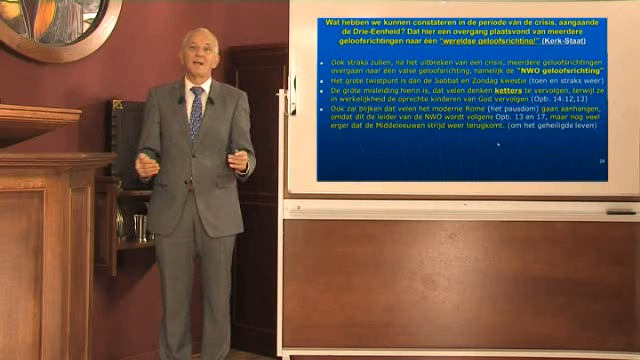 Wat hebben we kunnen constateren in de periode van de crisis, aangaande
de Drie-Eenheid? Dat hier een overgang plaatsvond van meerdere
geloofsrichtingen naar één "wereldse geloofsrichting!" (Kerk-Staat)
Ook straks zullen, na het uitbreken van een crisis, meerdere geloofsrichtingen
overgaan naar één valse geloofsrichting, namelijk de "NWO geloofsrichting"
Het grote twistpunt is dan de Sabbat en Zondag kwestie (toen en straks weer)
De grote misleiding hierin is, dat velen denken ketters te vervolgen, terwijl ze
in werkelijkheid de oprechte kinderen van God vervolgen (Opb. 14:12,13)
Ook zal blijken dat velen het moderne Rome (het pausdom) gaan aanhangen,
omdat dit de leider van de NWO wordt volgens Opb. 13 en 17, maar nog veel
erger dat de Middeleeuwen strijd weer terugkomt. (om het geheiligde leven)